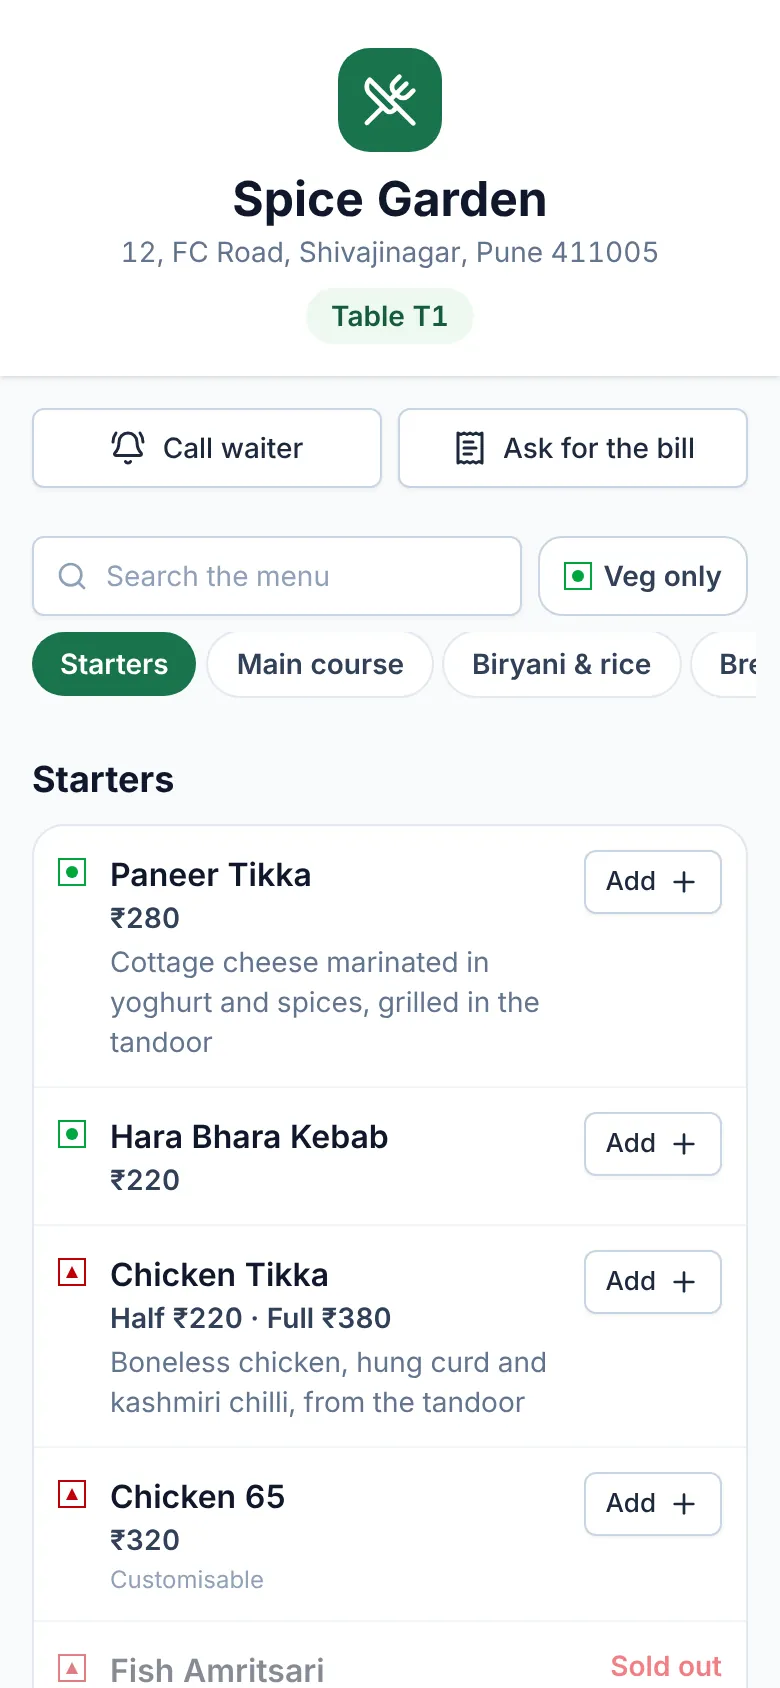 Spice Garden
12, FC Road, Shivajinagar, Pune 411005
Table T1
Call waiter
Ask for the bill
Search the menu
Veg only
Starters
Main course
Biryani & rice
Bre
Starters
Paneer Tikka
Add +
₹280
Cottage cheese marinated in
yoghurt and spices, grilled in the
tandoor
Hara Bhara Kebab
Add +
₹220
Chicken Tikka
Add +
Half ₹220 · Full ₹380
Boneless chicken, hung curd and
kashmiri chilli, from the tandoor
Chicken 65
Add +
₹320
Customisable
Fish Amritsari
Sold out